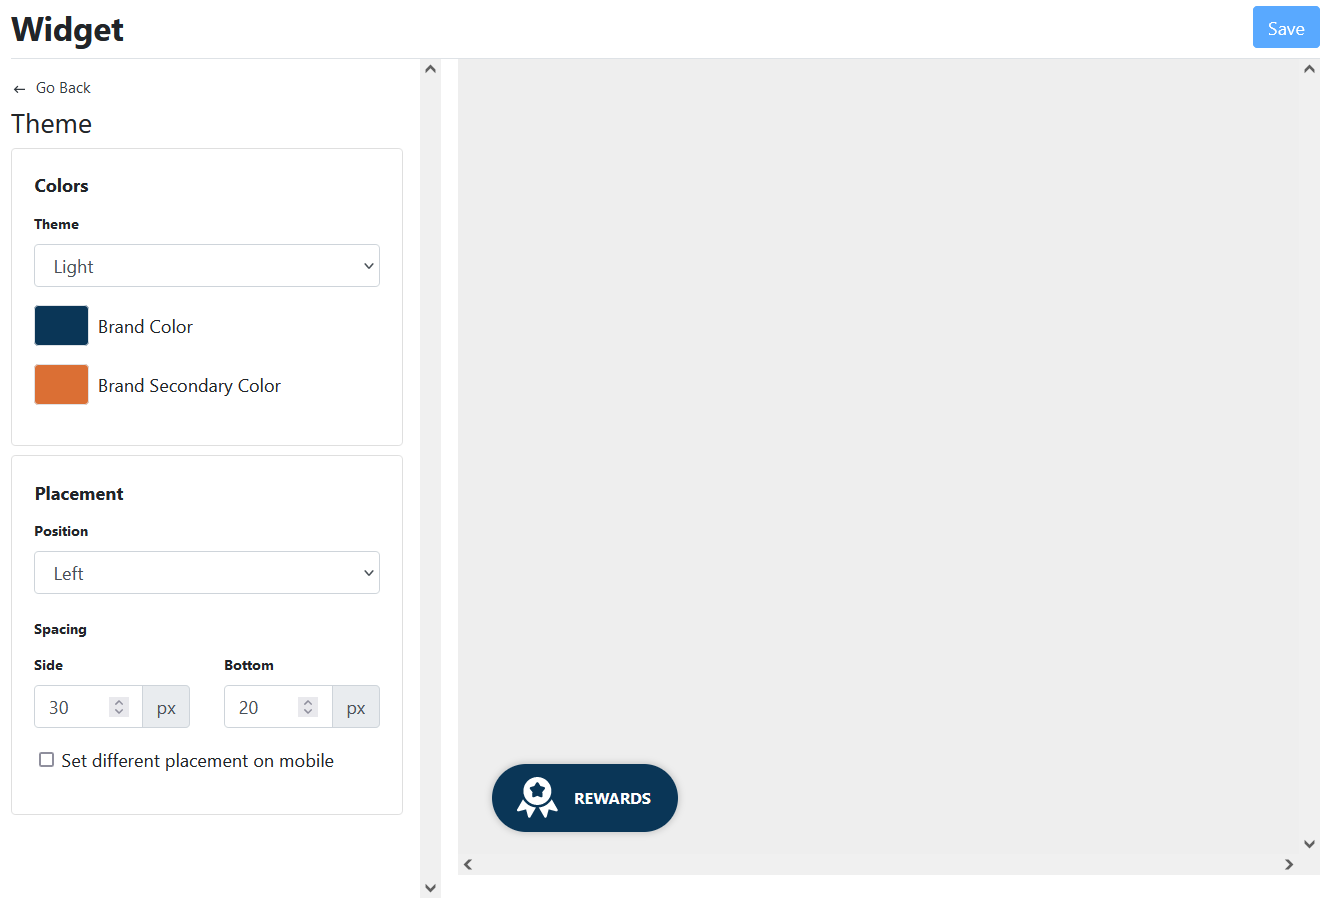 Widget
Save
← Go Back
Theme
Colors
Theme
Light
Brand Color
Brand Secondary Color
Placement
Position
Left
Spacing
Side Bottom
30 px 20 px
Set different placement on mobile
REWARDS